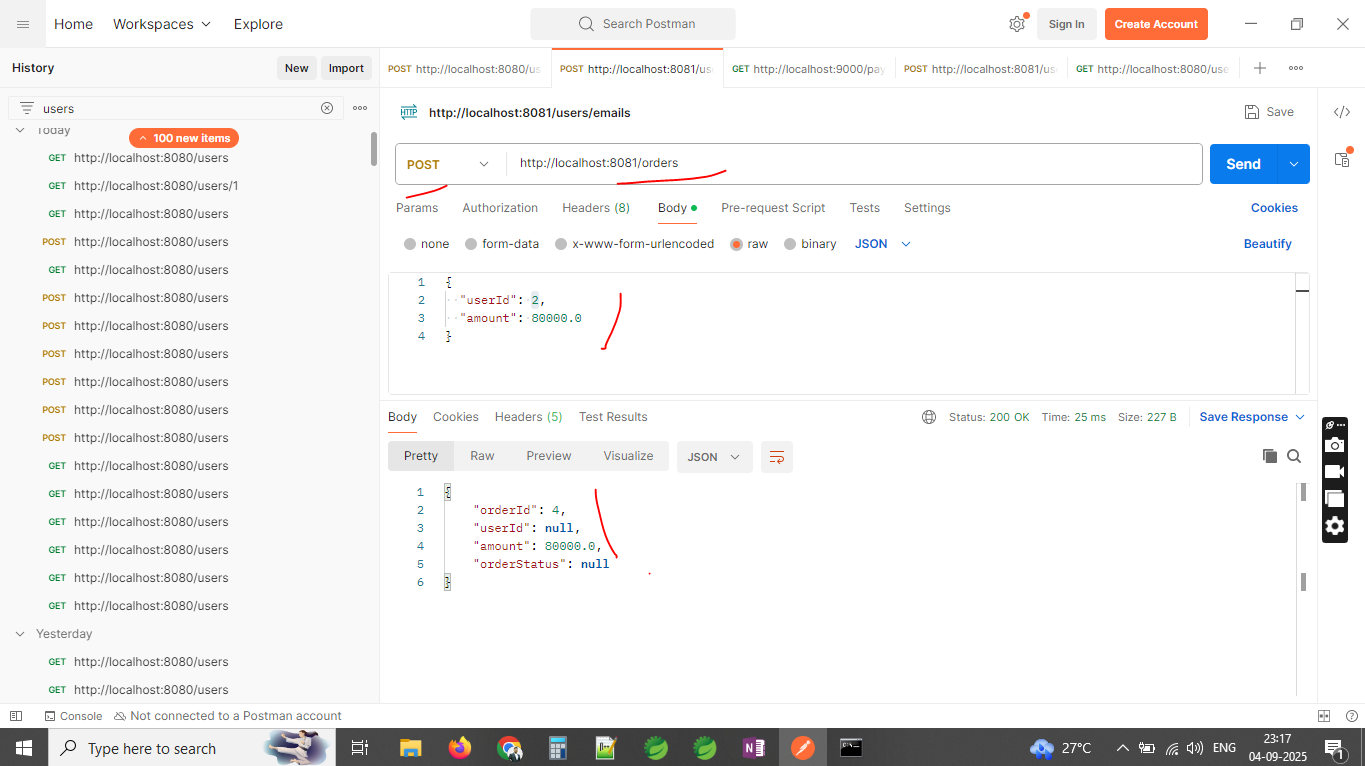 Home Workspaces Explore Search Postman Sign In Create Account
History New Import
POST http://localhost:8080/us POST http://localhost:8081/us GET http://localhost:9000/pay POST http://localhost:8081/us GET http://localhost:8080/use
users
Today
100 new items
GET http://localhost:8080/users
GET http://localhost:8080/users/1
GET http://localhost:8080/users
POST http://localhost:8080/users
GET http://localhost:8080/users
POST http://localhost:8080/users
POST http://localhost:8080/users
POST http://localhost:8080/users
POST http://localhost:8080/users
POST http://localhost:8080/users
POST http://localhost:8080/users
GET http://localhost:8080/users
GET http://localhost:8080/users
GET http://localhost:8080/users
GET http://localhost:8080/users
GET http://localhost:8080/users
GET http://localhost:8080/users
Yesterday
GET http://localhost:8080/users
GET http://localhost:8080/users
HTTP http://localhost:8081/users/emails Save
POST http://localhost:8081/orders Send
Params Authorization Headers (8) Body Pre-request Script Tests Settings Cookies
none form-data x-www-form-urlencoded raw binary JSON Beautify
1 {
2 "userId": 2,
3 "amount": 80000.0
4 }
Body Cookies Headers (5) Test Results Status: 200 OK Time: 25 ms Size: 227 B Save Response
Pretty Raw Preview Visualize JSON
1 {
2 "orderId": 4,
3 "userId": null,
4 "amount": 80000.0,
5 "orderStatus": null
6 }
Console Not connected to a Postman account
Type here to search 27°C ENG 23:17
04-09-2025 1